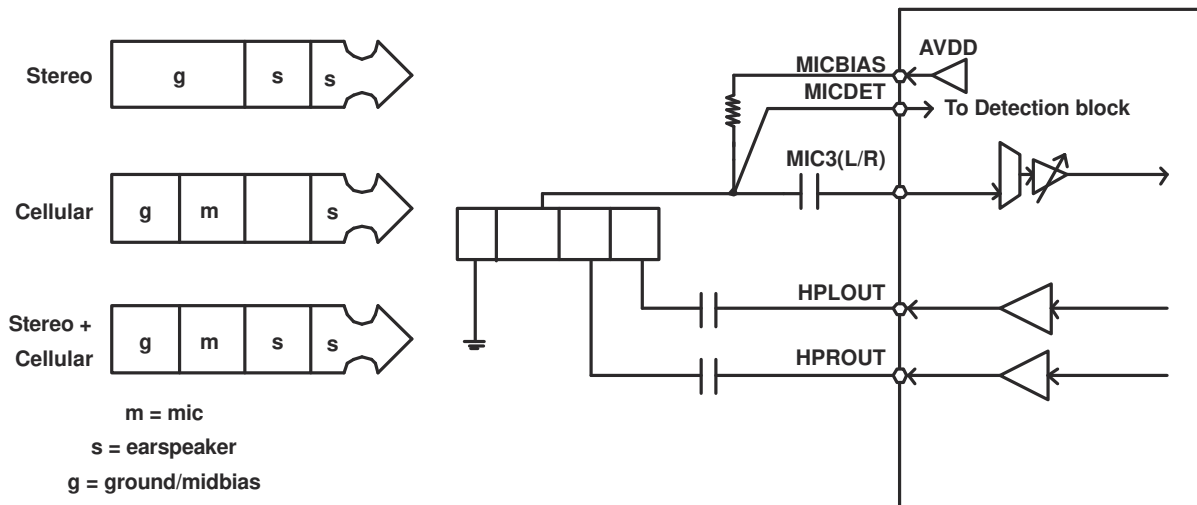 Stereo
g s s
Cellular
g m s
Stereo +
Cellular
g m s s
m = mic
s = earspeaker
g = ground/midbias
AVDD
MICBIAS
MICDET
To Detection block
MIC3(L/R)
HPLOUT
HPROUT